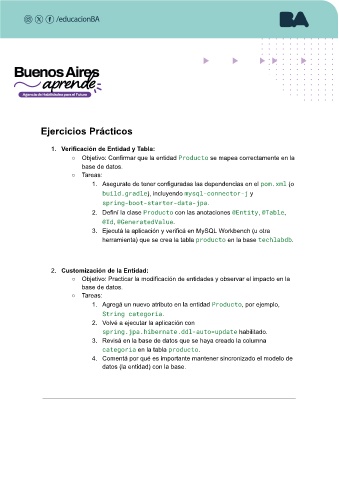 /educacionBA
BA
Buenos Aires
aprende
Agencia de Habilidades para el Futuro
Ejercicios Prácticos
1. Verificación de Entidad y Tabla:
○ Objetivo: Confirmar que la entidad Producto se mapea correctamente en la
base de datos.
○ Tareas:
1. Asegurate de tener configuradas las dependencias en el pom.xml (o
build.gradle), incluyendo mysql-connector-j y
spring-boot-starter-data-jpa.
2. Definí la clase Producto con las anotaciones @Entity, @Table,
@Id, @GeneratedValue.
3. Ejecutá la aplicación y verificá en MySQL Workbench (u otra
herramienta) que se crea la tabla producto en la base techlabdb.
2. Customización de la Entidad:
○ Objetivo: Practicar la modificación de entidades y observar el impacto en la
base de datos
○ Tareas:
1. Agregá un nuevo atributo en la entidad Producto, por ejemplo,
String categoria.
2. Volvé a ejecutar la aplicación con
spring.jpa.hibernate.ddl-auto=update habilitado.
3. Revisá en la base de datos que se haya creado la columna
categoria en la tabla producto.
4. Comentá por qué es importante mantener sincronizado el modelo de
datos (la entidad) con la base.